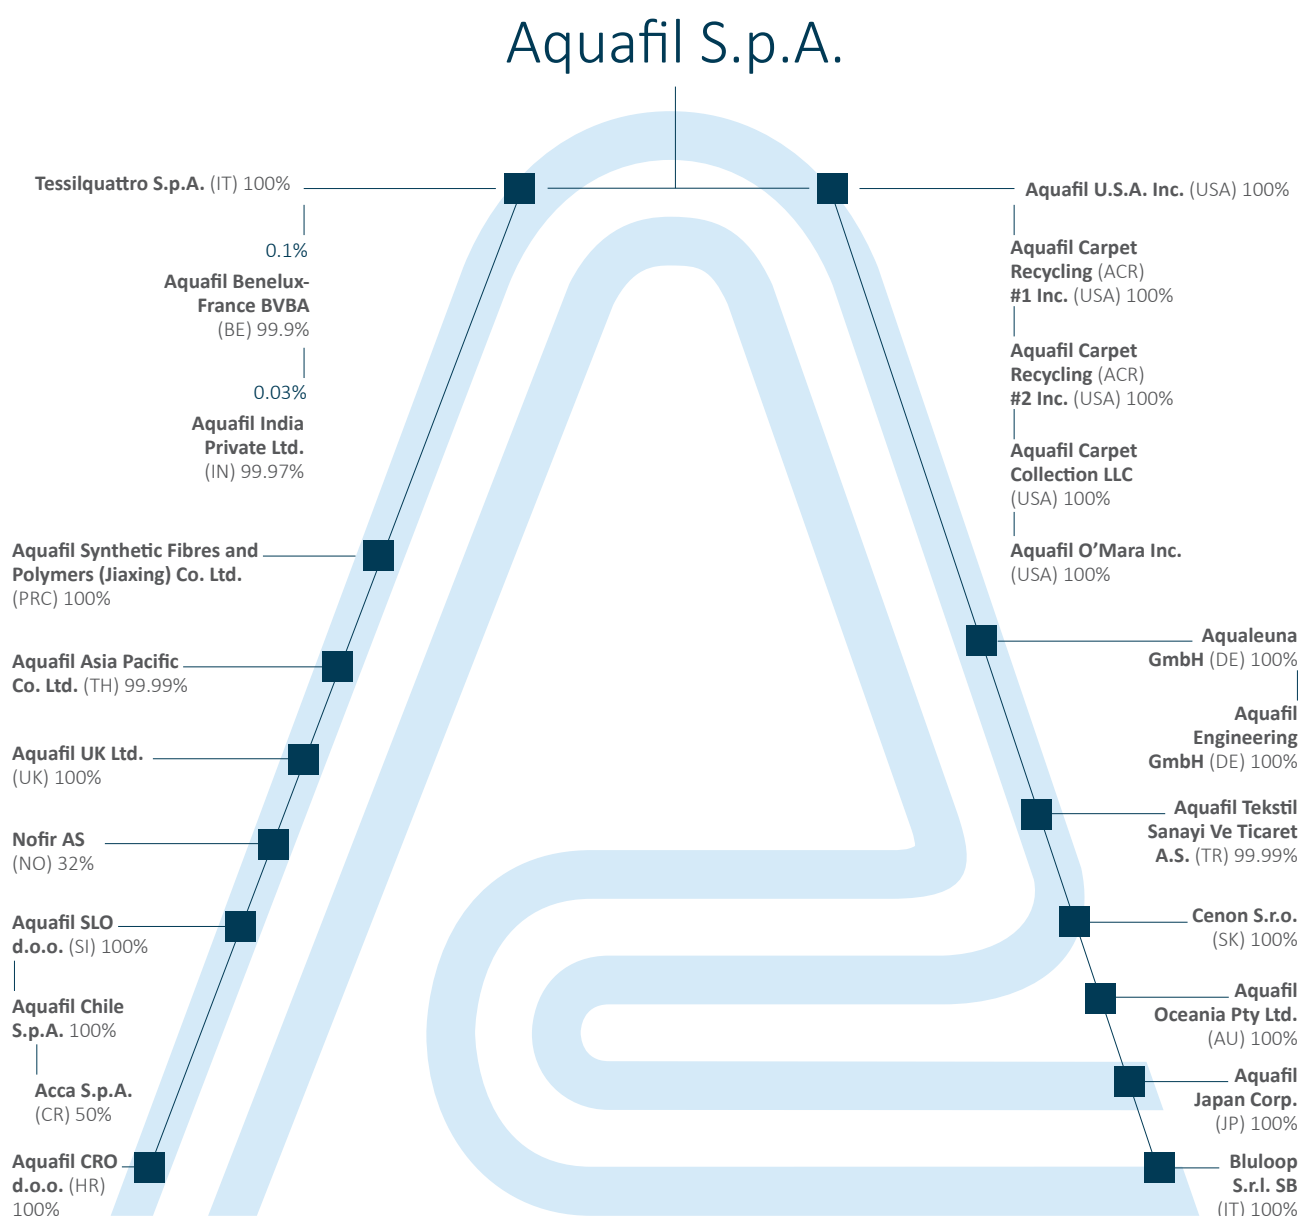 Aquafil S.p.A.
Tessilquattro S.p.A. (IT) 100%
0.1%
Aquafil Benelux-
France BVBA
(BE) 99.9%
0.03%
Aquafil India
Private Ltd.
(IN) 99.97%
Aquafil Synthetic Fibres and
Polymers (Jiaxing) Co. Ltd.
(PRC) 100%
Aquafil Asia Pacific
Co. Ltd. (TH) 99.99%
Aquafil UK Ltd.
(UK) 100%
Nofir AS
(NO) 32%
Aquafil SLO
d.o.o. (SI) 100%
Aquafil Chile
S.p.A. 100%
Acca S.p.A.
(CR) 50%
Aquafil CRO
d.o.o. (HR)
100%
Aquafil U.S.A. Inc. (USA) 100%
Aquafil Carpet
Recycling (ACR)
#1 Inc. (USA) 100%
Aquafil Carpet
Recycling (ACR)
#2 Inc. (USA) 100%
Aquafil Carpet
Collection LLC
(USA) 100%
Aquafil O’Mara Inc.
(USA) 100%
Aqualeuna
GmbH (DE) 100%
Aquafil
Engineering
GmbH (DE) 100%
Aquafil Tekstil
Sanayi Ve Ticaret
A.S. (TR) 99.99%
Cenon S.r.o.
(SK) 100%
Aquafil
Oceania Pty Ltd.
(AU) 100%
Aquafil
Japan Corp.
(JP) 100%
Bluloop
S.r.l. SB
(IT) 100%